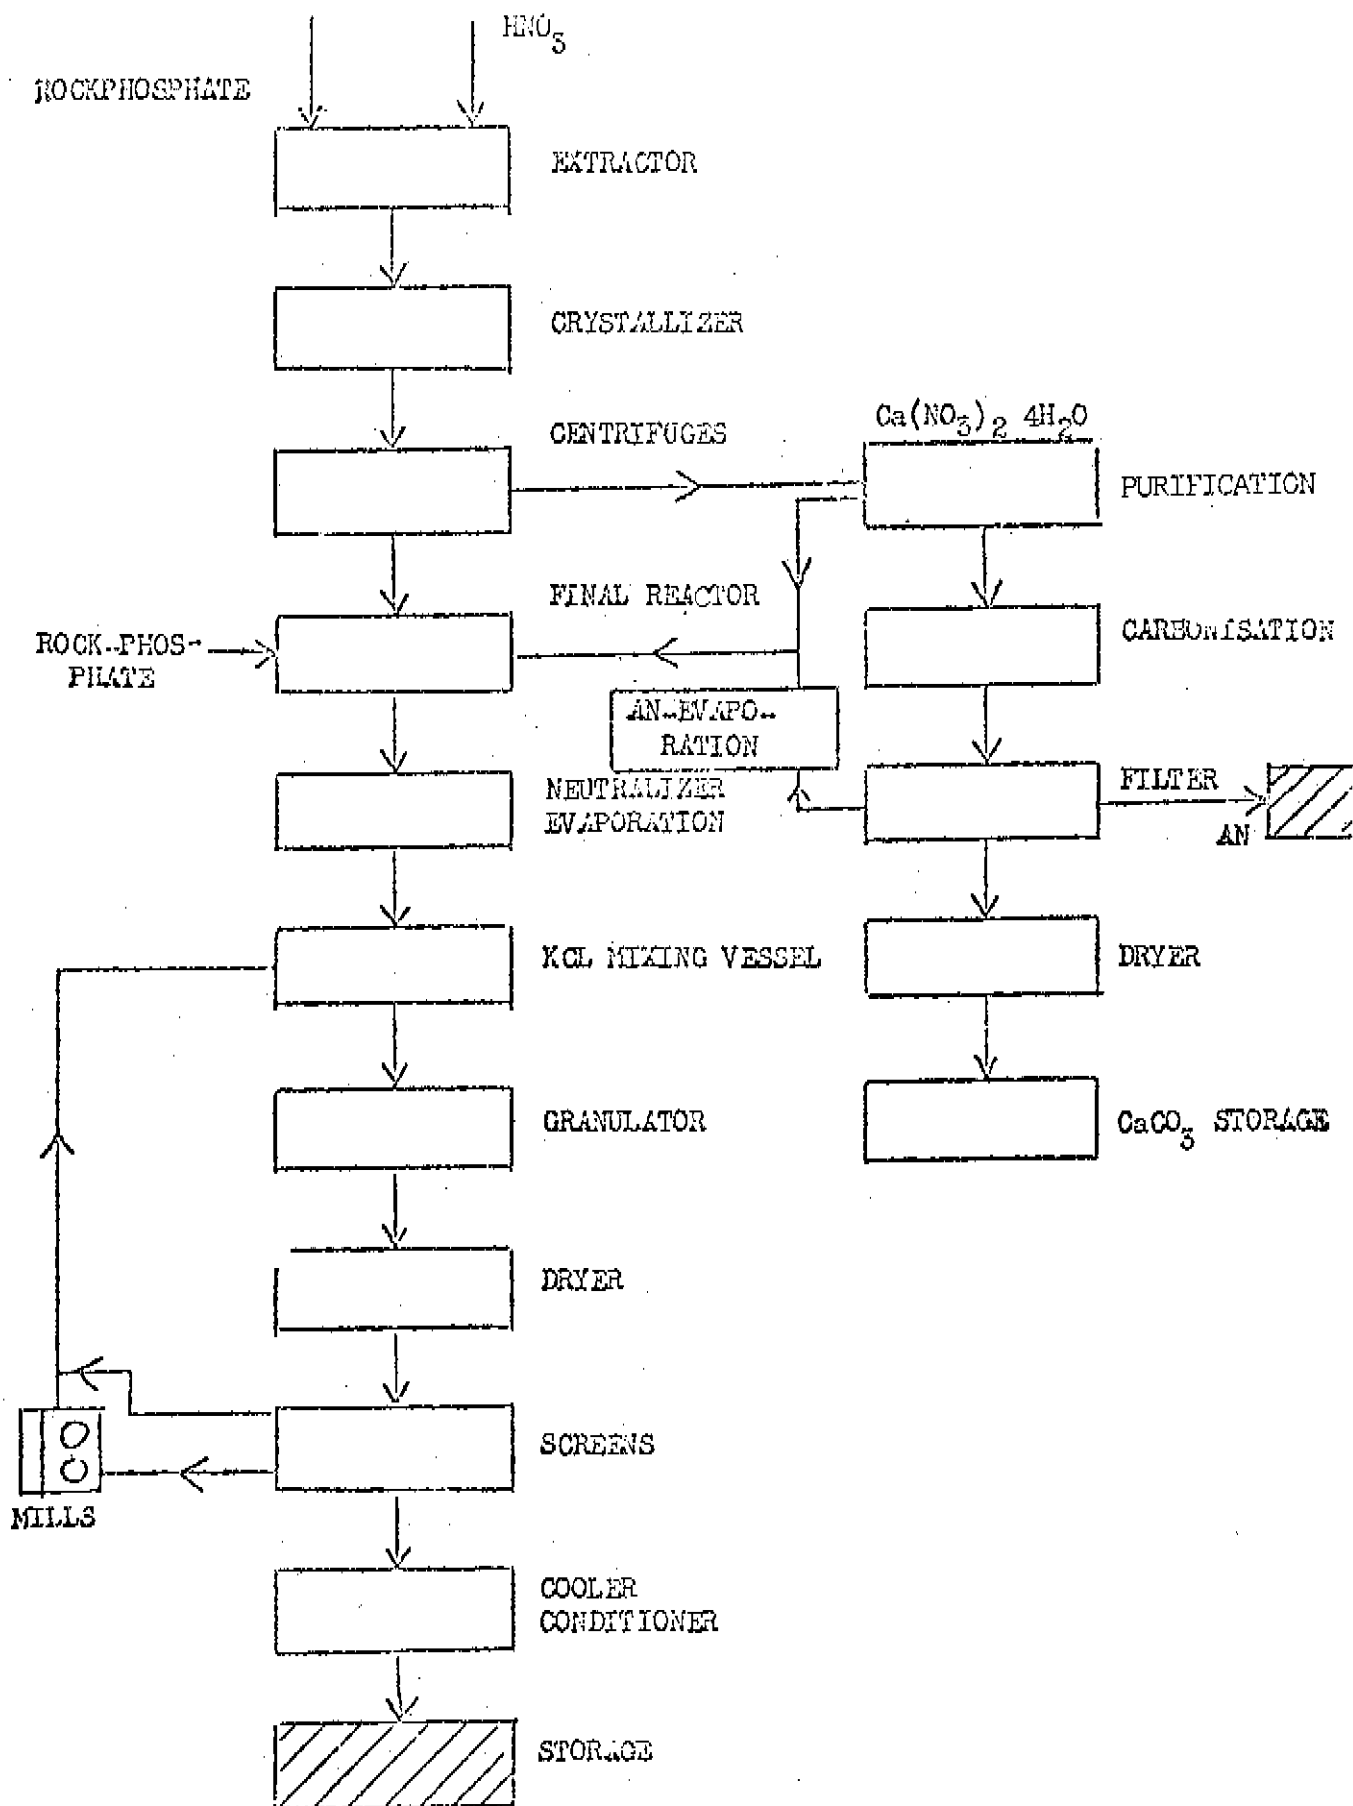 HNO3
ROCKPHOSPHATE
EXTRACTOR
CRYSTALLIZER
CENTRIFUGES
Ca(NO3)2 4H2O
PURIFICATION
FINAL REACTOR
CARBONISATION
ROCK-PHOS-
PHATE
AN-EVAPO-
RATION
NEUTRALIZER
EVAPORATION
FILTER
AN
KCL MIXING VESSEL
DRYER
GRANULATOR
CaCO3 STORAGE
DRYER
SCREENS
MILLS
COOLER
CONDITIONER
STORAGE